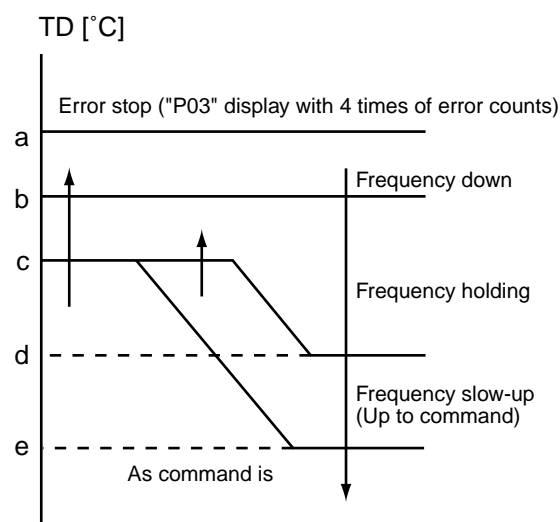 TD [˚C]
Error stop ("P03" display with 4 times of error counts)
a
Frequency down
b
c
Frequency holding
d
Frequency slow-up
(Up to command)
e
As command is